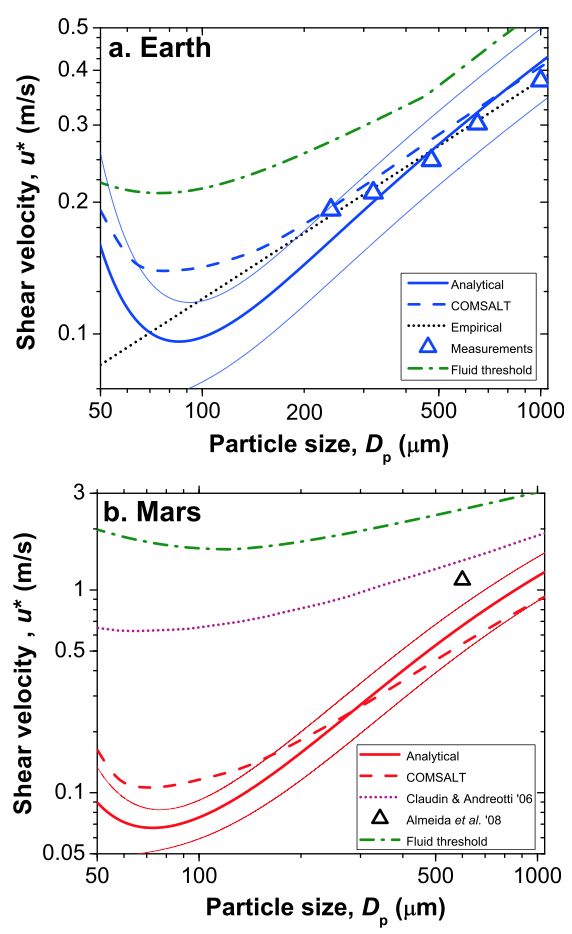 a. Earth
0.5
0.4
0.3
0.2
0.1
Shear velocity, u* (m/s)
Analytical
COMSALT
Empirical
Measurements
Fluid threshold
50 100 200 500 1000
Particle size, Dp (μm)
b. Mars
3
1
0.5
0.1
0.05
Shear velocity , u* (m/s)
Analytical
COMSALT
Claudin & Andreotti '06
Almeida et al. '08
Fluid threshold
50 100 500 1000
Particle size, Dp (μm)